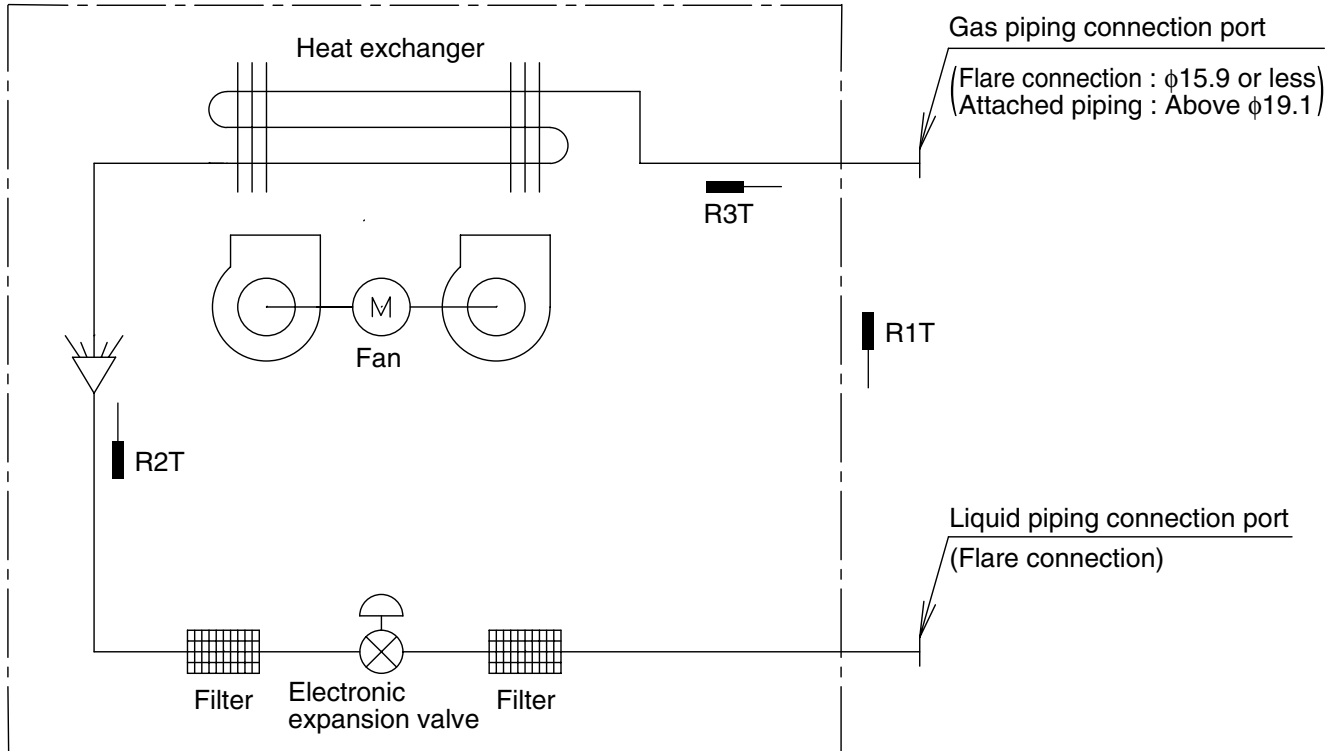 Heat exchanger
Gas piping connection port
(Flare connection : ϕ15.9 or less)
(Attached piping : Above ϕ19.1)
R3T
M
Fan
R1T
R2T
Liquid piping connection port
(Flare connection)
Filter
Electronic
expansion valve
Filter